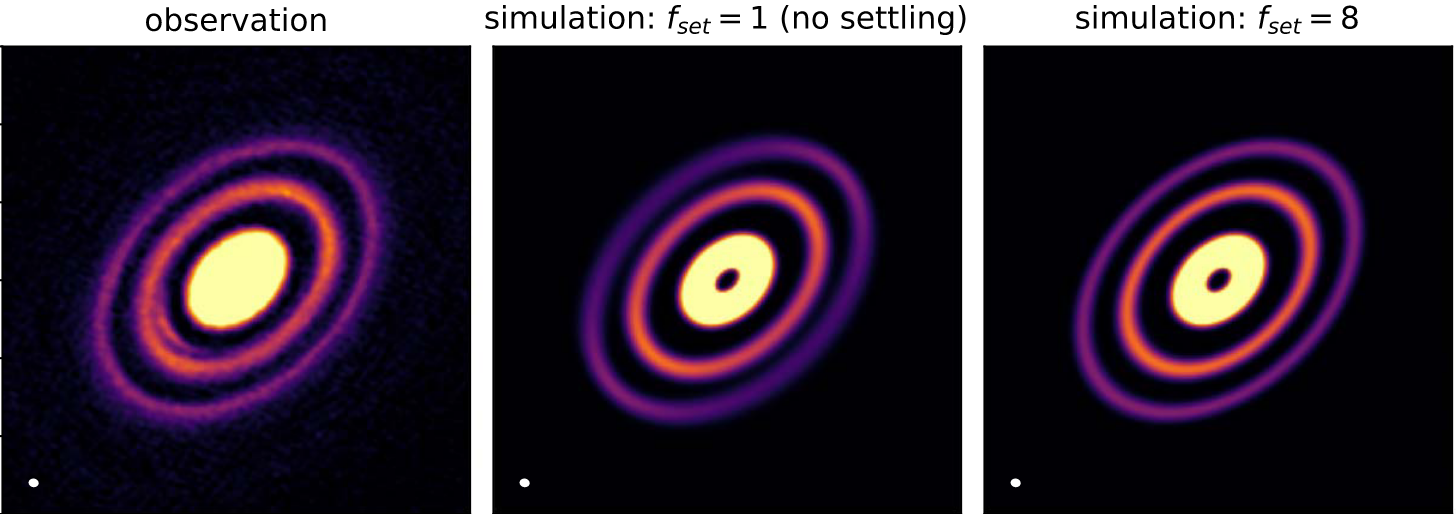 observation
simulation: f_set = 1 (no settling)
simulation: f_set = 8